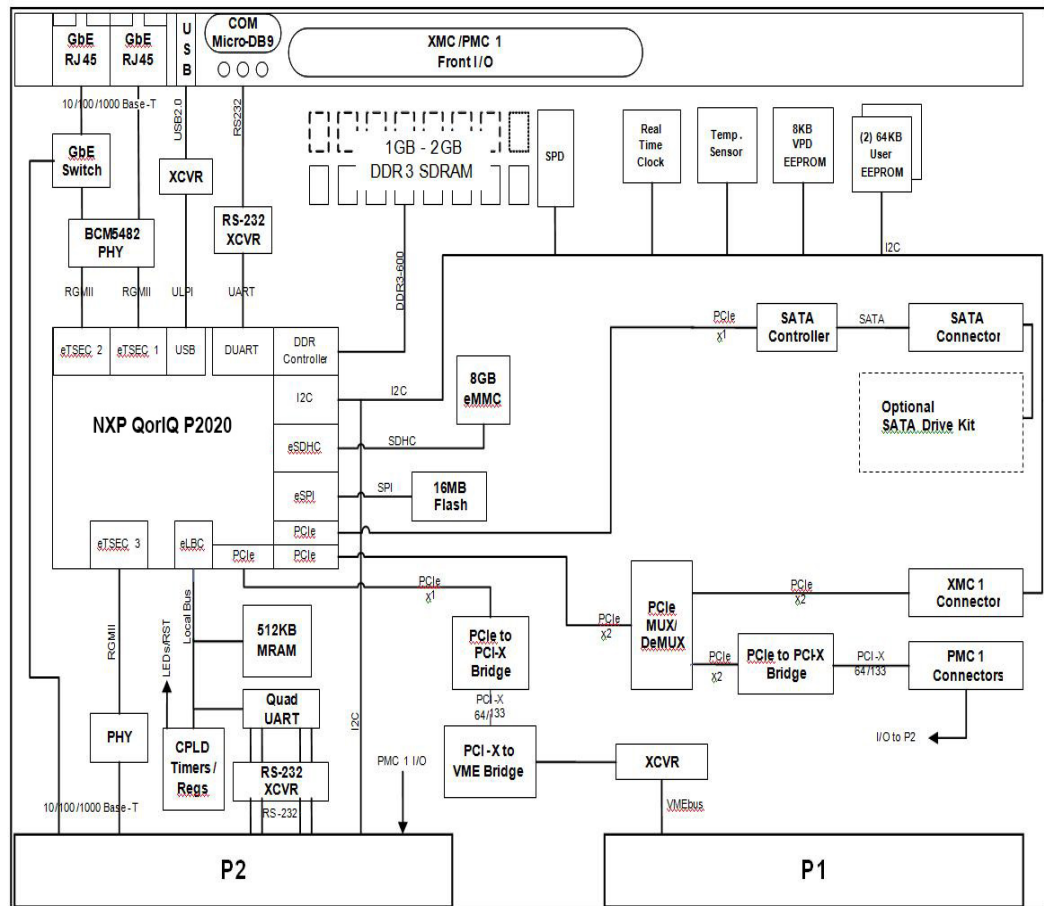 GbE
RJ45
GbE
RJ45
U
S
B
COM
Micro-DB9
XMC/PMC 1
Front I/O
10/100/1000 Base-T
USB2.0
RS232
GbE
Switch
XCVR
RS-232
XCVR
BCM5482
PHY
1GB - 2GB
DDR3 SDRAM
SPD
Real
Time
Clock
Temp.
Sensor
8KB
VPD
EEPROM
(2) 64KB
User
EEPROM
I2C
RGMII
RGMII
ULPI
UART
DDR3-600
eTSEC 2
eTSEC 1
USB
DUART
DDR
Controller
NXP QorIQ P2020
I2C
I2C
eSDHC
SDHC
8GB
eMMC
eSPI
SPI
16MB
Flash
PCIe
PCIe
PCIe
eTSEC 3
eLBC
PCIe
x1
SATA
Controller
SATA
SATA
Connector
Optional
SATA Drive Kit
PCIe
x1
PCIe
x2
PCIe
MUX/
DeMUX
PCIe
X2
XMC 1
Connector
PCIe
x2
PCIe to PCI-X
Bridge
PCI-X
64/133
PMC 1
Connectors
I/O to P2
RGMII
Local Bus
LEDs/RST
512KB
MRAM
PCIe to
PCI-X
Bridge
PCI-X
64/133
Quad
UART
PHY
CPLD
Timers/
Regs
RS-232
XCVR
RS-232
I2C
PMC 1 I/O
PCI-X to
VME Bridge
XCVR
VMEbus
10/100/1000 Base-T
P2
P1